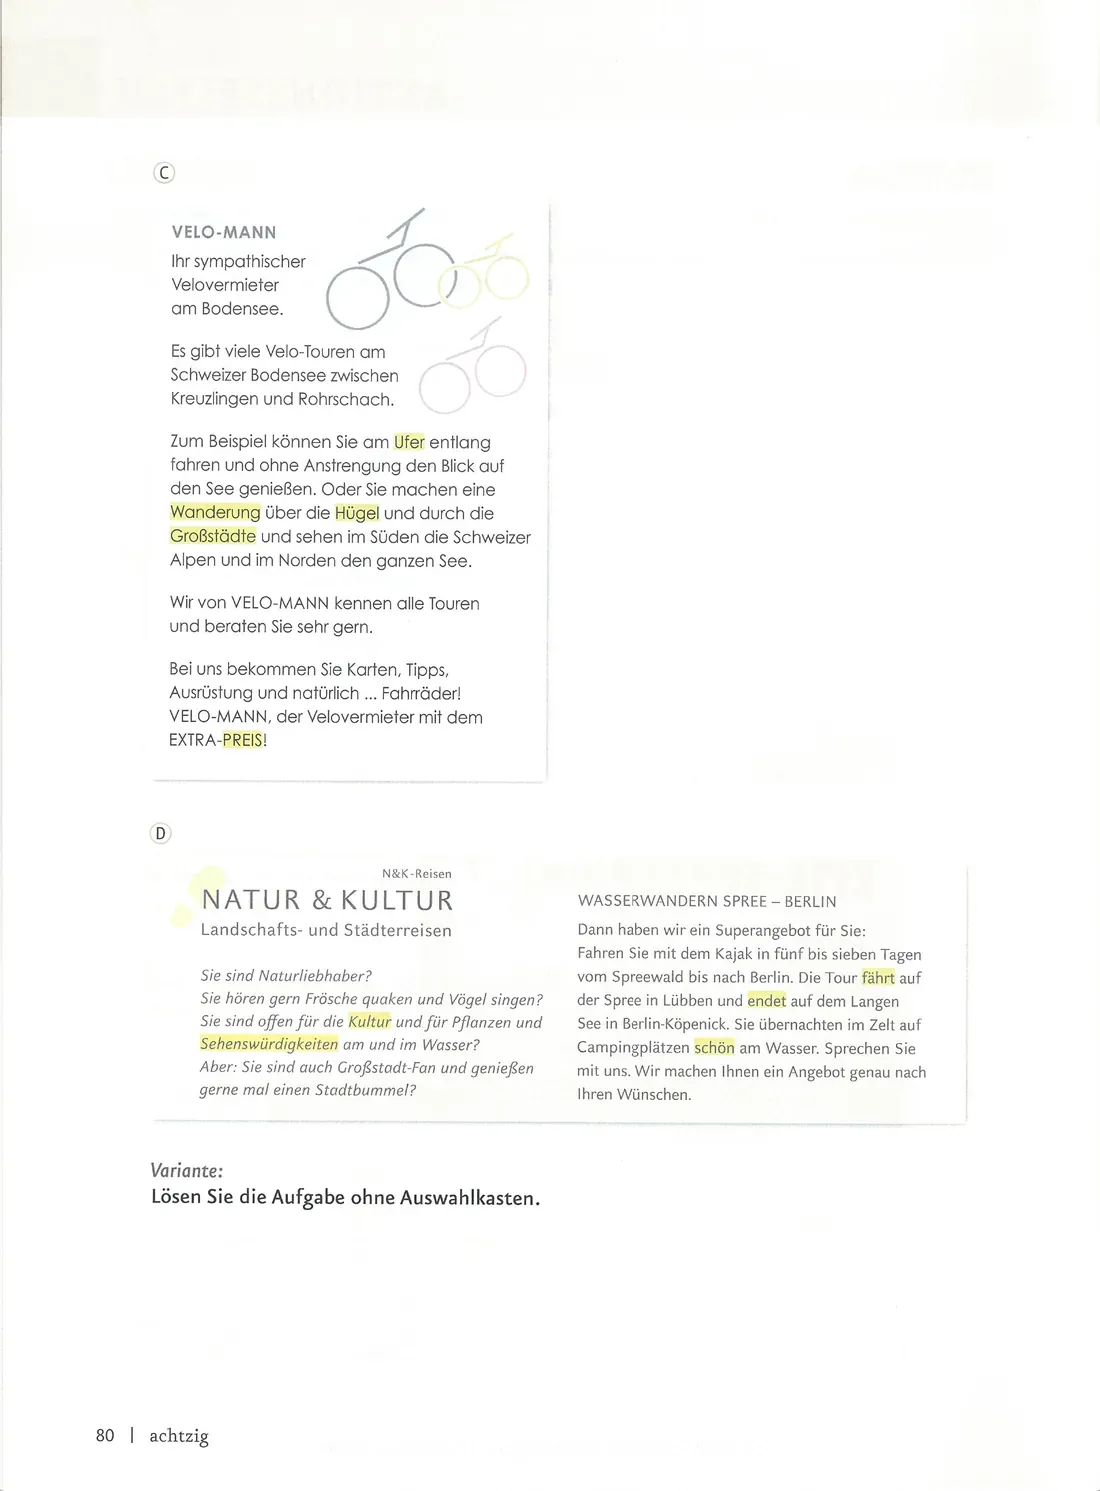 C
VELO-MANN
Ihr sympathischer
Velovermieter
am Bodensee.
Es gibt viele Velo-Touren am
Schweizer Bodensee zwischen
Kreuzlingen und Rohrschach.
Zum Beispiel können Sie am Ufer entlang
fahren und ohne Anstrengung den Blick auf
den See genießen. Oder Sie machen eine
Wanderung über die Hügel und durch die
Großstädte und sehen im Süden die Schweizer
Alpen und im Norden den ganzen See.
Wir von VELO-MANN kennen alle Touren
und beraten Sie sehr gern.
Bei uns bekommen Sie Karten, Tipps,
Ausrüstung und natürlich ... Fahrräder!
VELO-MANN, der Velovermieter mit dem
EXTRA-PREIS!
D
N&K-Reisen
NATUR & KULTUR
Landschafts- und Städterreisen
Sie sind Naturliebhaber?
Sie hören gern Frösche quaken und Vögel singen?
Sie sind offen für die Kultur und für Pflanzen und
Sehenswürdigkeiten am und im Wasser?
Aber: Sie sind auch Großstadt-Fan und genießen
gerne mal einen Stadtbummel?
WASSERWANDERN SPREE – BERLIN
Dann haben wir ein Superangebot für Sie:
Fahren Sie mit dem Kajak in fünf bis sieben Tagen
vom Spreewald bis nach Berlin. Die Tour fährt auf
der Spree in Lübben und endet auf dem Langen
See in Berlin-Köpenick. Sie übernachten im Zelt auf
Campingplätzen schön am Wasser. Sprechen Sie
mit uns. Wir machen Ihnen ein Angebot genau nach
Ihren Wünschen.
Variante:
Lösen Sie die Aufgabe ohne Auswahlkasten.
80 | achtzig